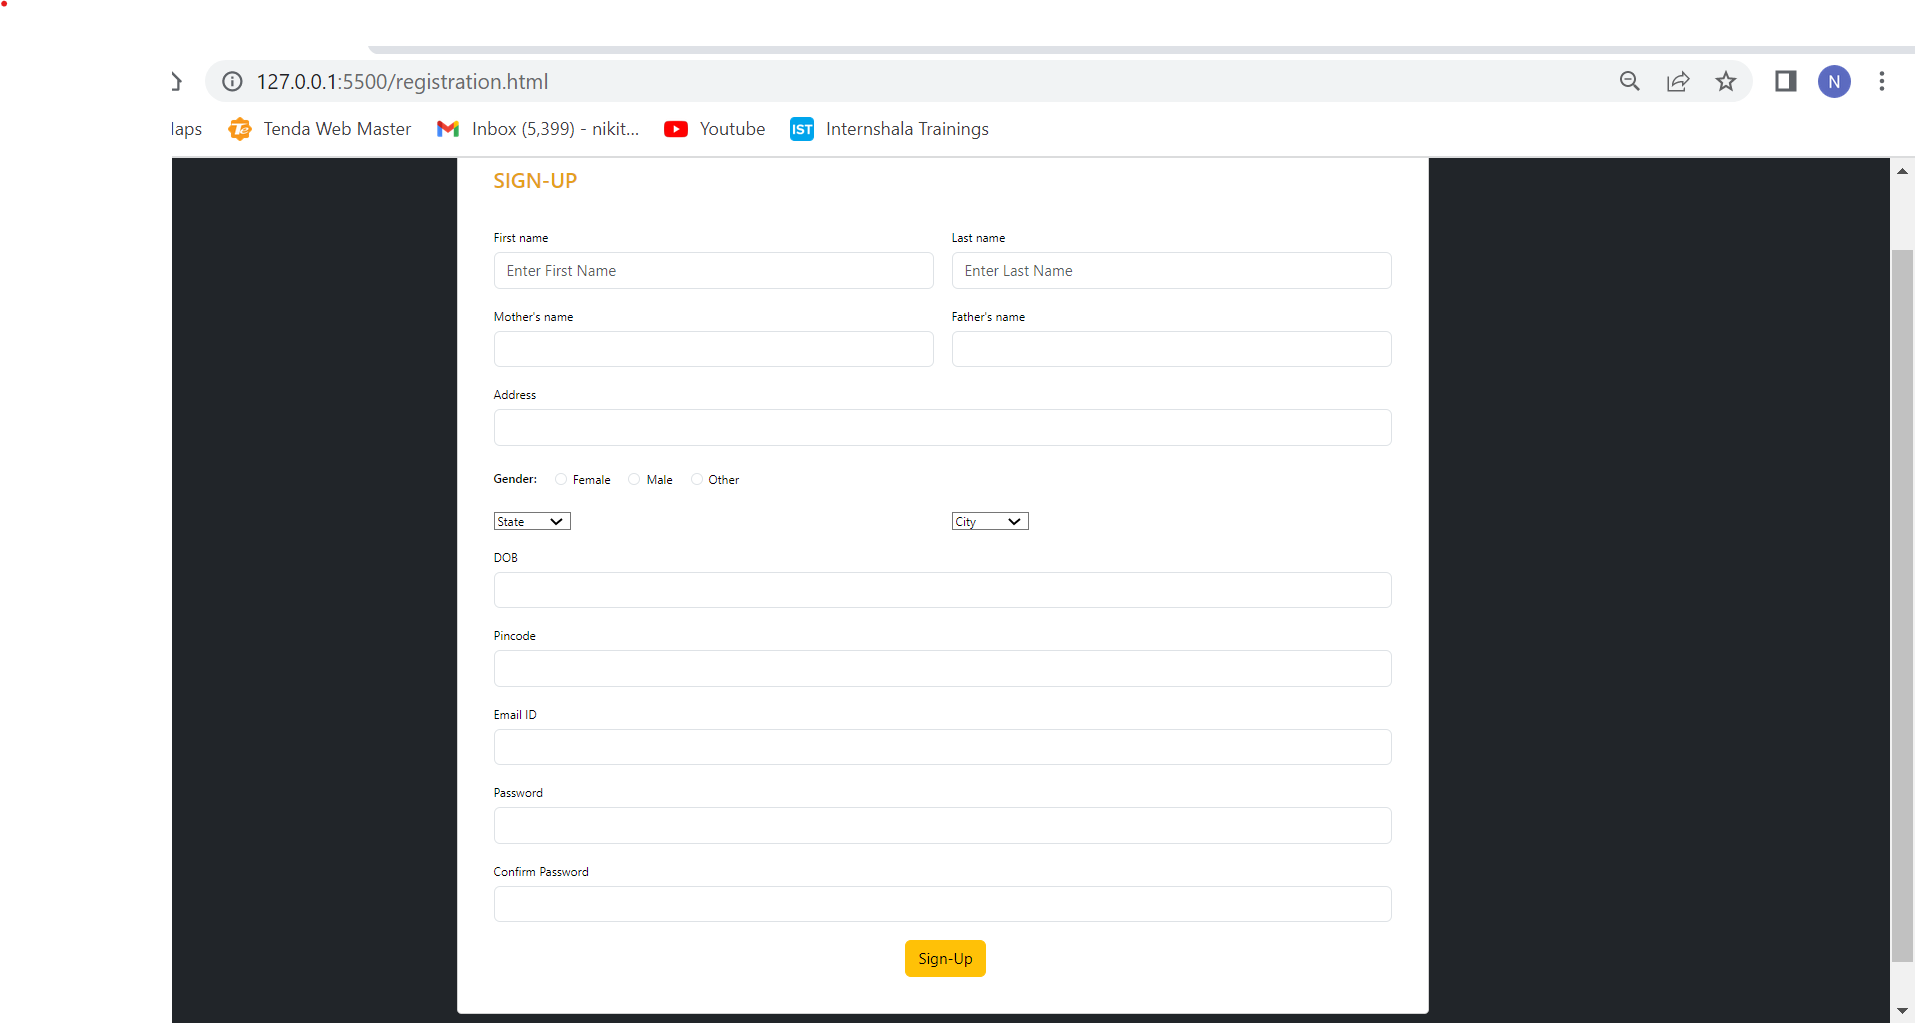 127.0.0.1:5500/registration.html N
laps Te Tenda Web Master Inbox (5,399) - nikit... Youtube IST Internshala Trainings
SIGN-UP
First name Last name
Enter First Name Enter Last Name
Mother's name Father's name
Address
Gender: Female Male Other
State City
DOB
Pincode
Email ID
Password
Confirm Password
Sign-Up